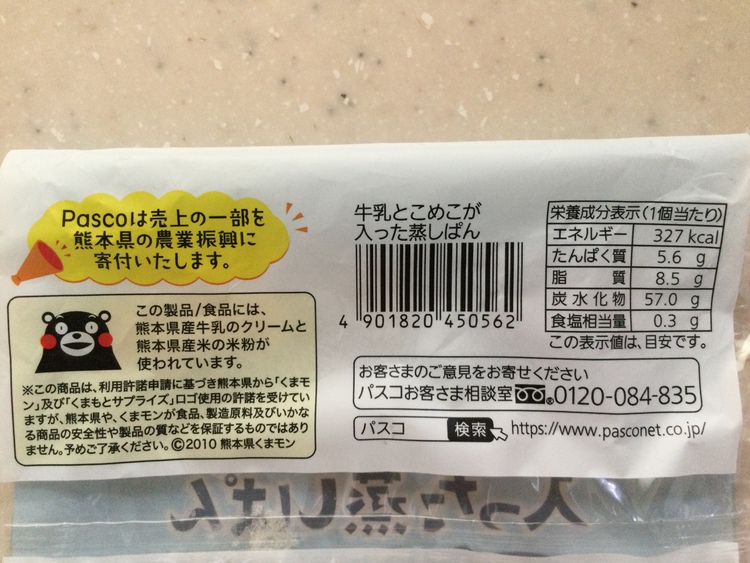 Pascoは売上の一部を
熊本県の農業振興に
寄付いたします。
この製品/食品には、
熊本県産牛乳のクリームと
熊本県産米の米粉が
使われています。
※この商品は、利用許諾申請に基づき熊本県から「くまモ
ン」及び「くまもとサプライズ」ロゴ使用の許諾を受けてい
ますが、熊本県や、くまモンが食品、製造原料及びいかな
る商品の安全性や製品の質などを保証するものではありま
せん。予めご了承ください。©2010 熊本県くまモン
牛乳とこめこが
入った蒸しぱん
4 901820 450562
栄養成分表示(1個当たり)
エネルギー 327 kcal
たんぱく質 5.6 g
脂質 8.5 g
炭水化物 57.0 g
食塩相当量 0.3 g
この表示値は、目安です。
お客さまのご意見をお寄せください
パスコお客さま相談室 0120-084-835
パスコ 検索 https://www.pasconet.co.jp/
入った蒸しぱん